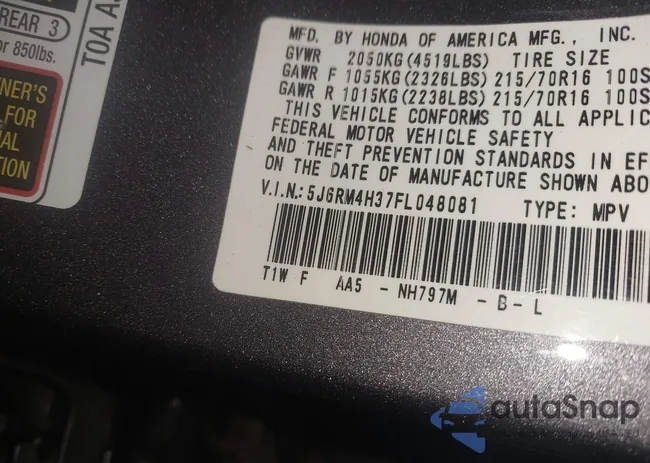 REAR 3
or 850lbs.
NER'S
FOR
TION
TOA A
MFD. BY HONDA OF AMERICA MFG., INC.
GVWR 2050KG(4519LBS) TIRE SIZE
GAWR F 1055KG(2326LBS) 215/70R16 100S
GAWR R 1015KG(2238LBS) 215/70R16 100S
THIS VEHICLE CONFORMS TO ALL APPLIC
FEDERAL MOTOR VEHICLE SAFETY
AND THEFT PREVENTION STANDARDS IN EF
ON THE DATE OF MANUFACTURE SHOWN ABO
V.I.N.: 5J6RM4H37FL048081 TYPE: MPV
T1W F AA5 - NH797M - B - L
autaSnap